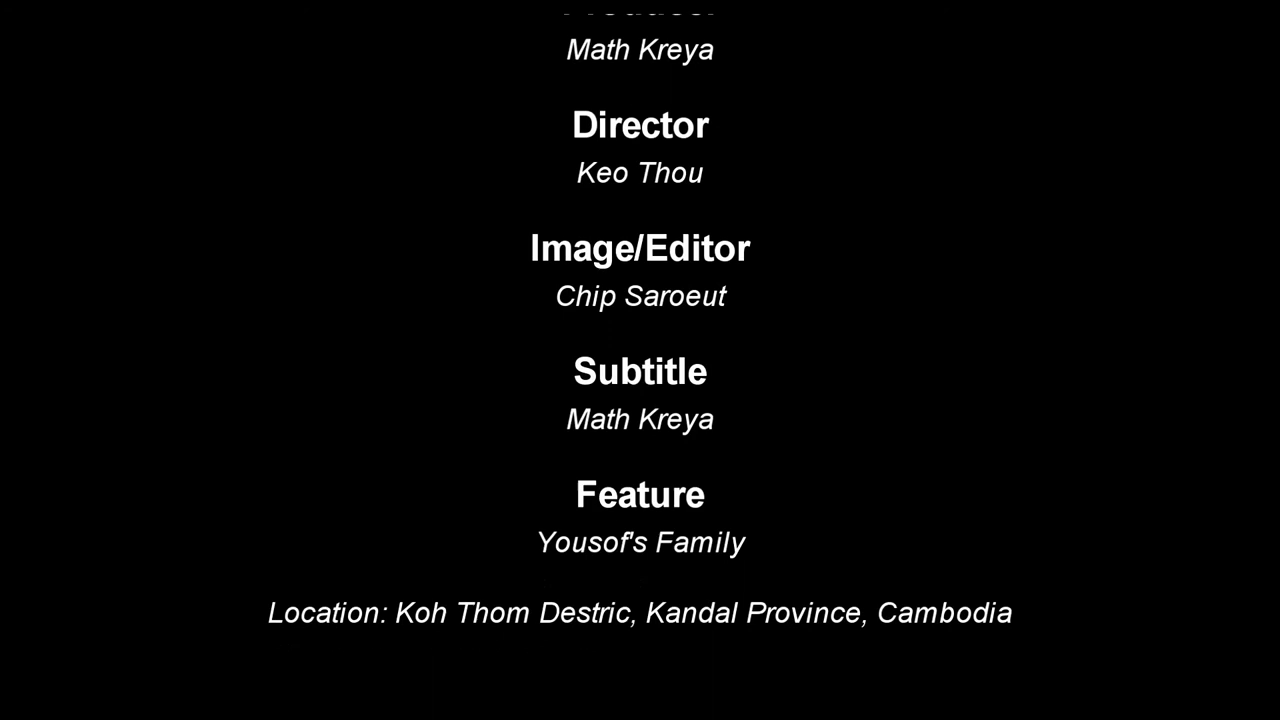 Math Kreya
Director
Keo Thou
Image/Editor
Chip Saroeut
Subtitle
Math Kreya
Feature
Yousof's Family
Location: Koh Thom Destric, Kandal Province, Cambodia